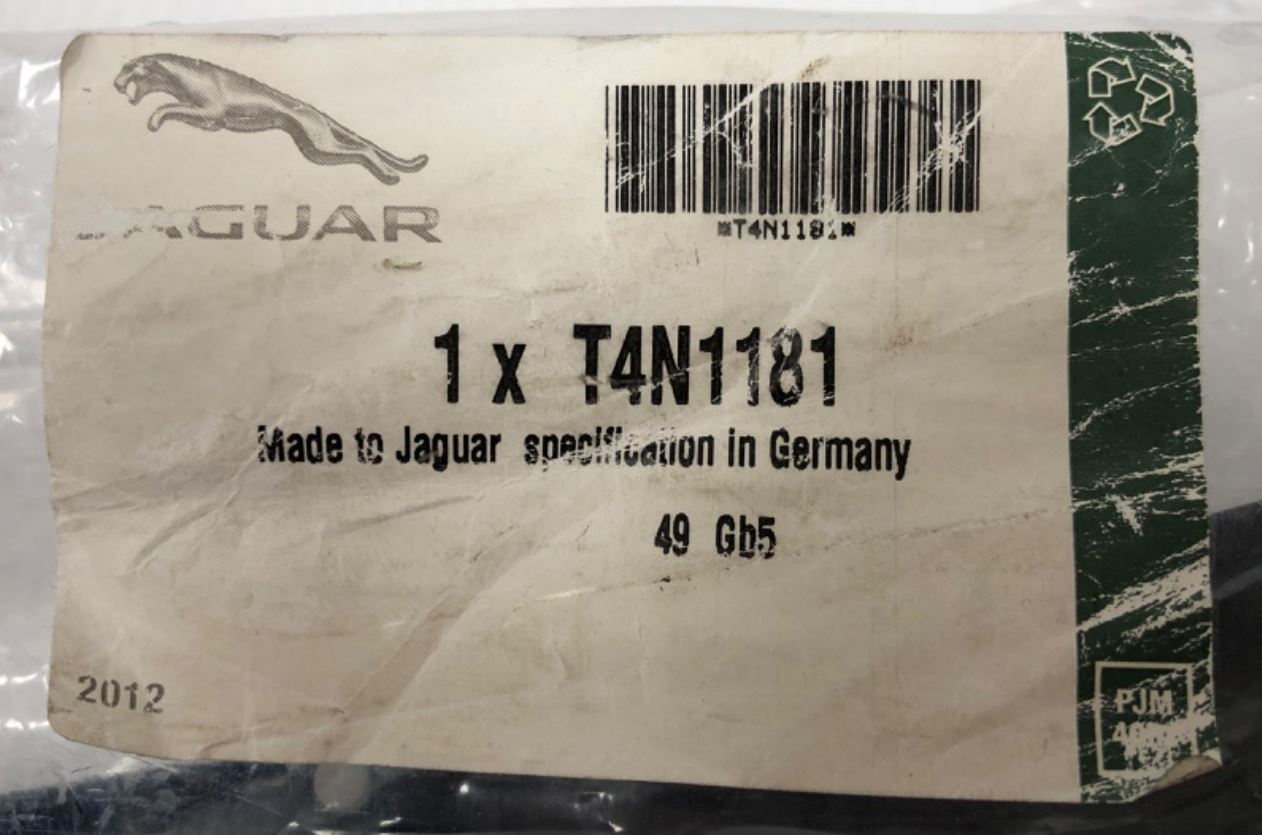 JAGUAR
*T4N1181*
1 x T4N1181
Made to Jaguar specification in Germany
49 Gb5
2012
PJM